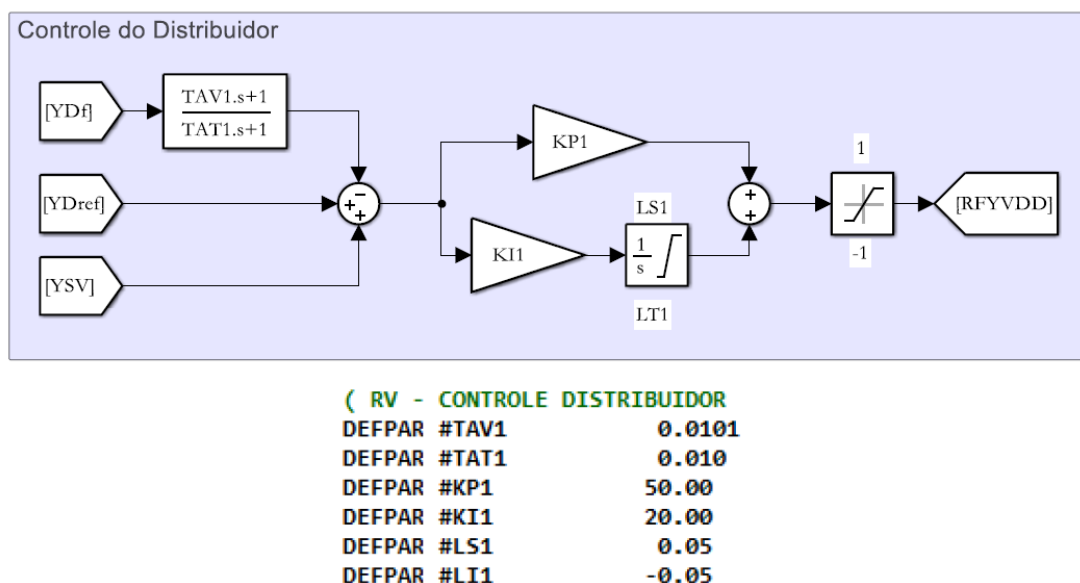 Controle do Distribuidor
[YDf]
TAV1.s+1
TAT1.s+1
[YDref]
[YSV]
− + +
KP1
KI1
LS1
1
s
LT1
+
+
1
-1
[RFYVDD]
( RV - CONTROLE DISTRIBUIDOR
DEFPAR #TAV1 0.0101
DEFPAR #TAT1 0.010
DEFPAR #KP1 50.00
DEFPAR #KI1 20.00
DEFPAR #LS1 0.05
DEFPAR #LI1 -0.05